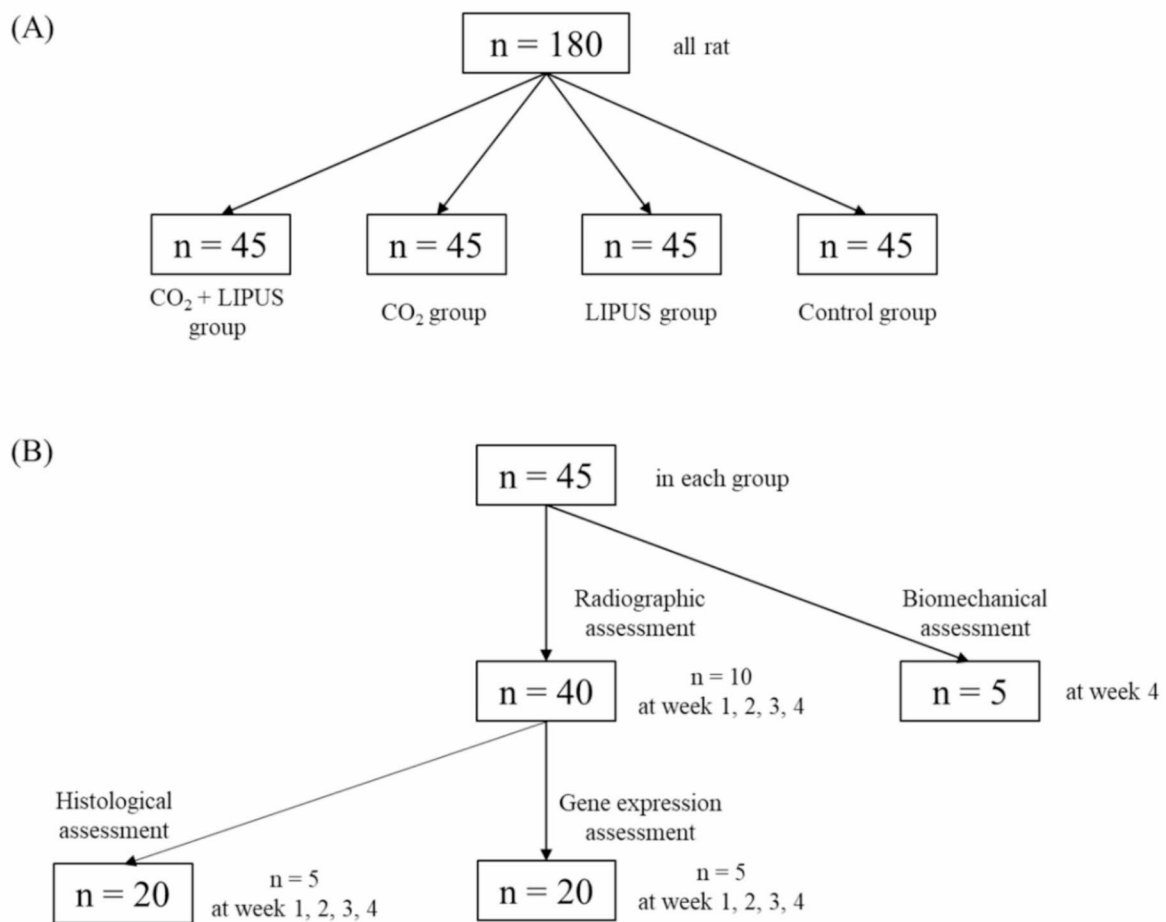 (A)
n = 180
all rat
n = 45
n = 45
n = 45
n = 45
CO₂ + LIPUS
group
CO₂ group
LIPUS group
Control group
(B)
n = 45
in each group
Radiographic
assessment
Biomechanical
assessment
n = 40
n = 10
at week 1, 2, 3, 4
n = 5
at week 4
Histological
assessment
Gene expression
assessment
n = 20
n = 5
at week 1, 2, 3, 4
n = 20
n = 5
at week 1, 2, 3, 4